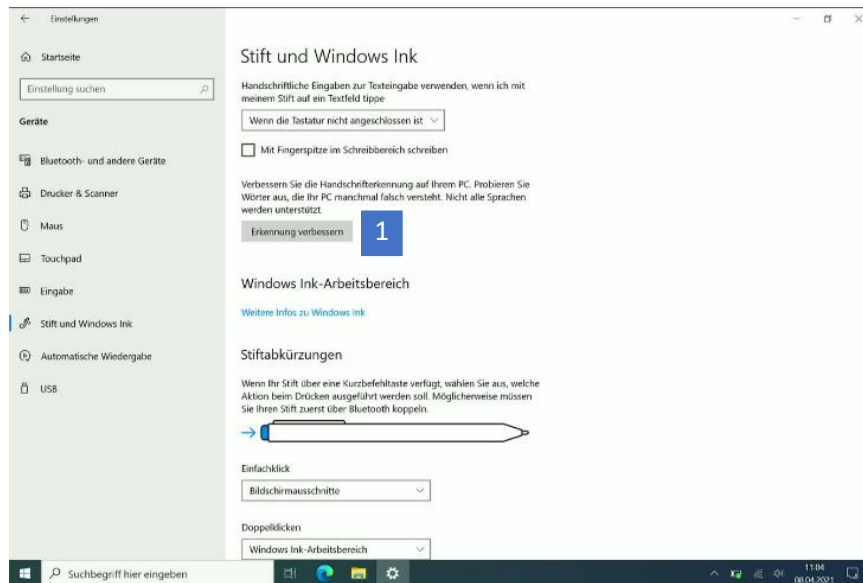 Einstellungen
Startseite
Einstellung suchen
Geräte
Bluetooth- und andere Geräte
Drucker & Scanner
Maus
Touchpad
Eingabe
Stift und Windows Ink
Automatische Wiedergabe
USB
Stift und Windows Ink
Handschriftliche Eingaben zur Texteingabe verwenden, wenn ich mit
meinem Stift auf ein Textfeld tippe
Wenn die Tastatur nicht angeschlossen ist
Mit Fingerspitze im Schreibbereich schreiben
Verbessern Sie die Handschrifterkennung auf Ihrem PC. Probieren Sie
Wörter aus, die Ihr PC manchmal falsch versteht. Nicht alle Sprachen
werden unterstützt.
Erkennung verbessern
1
Windows Ink-Arbeitsbereich
Weitere Infos zu Windows Ink
Stiftabkürzungen
Wenn Ihr Stift über eine Kurzbefehltaste verfügt, wählen Sie aus, welche
Aktion beim Drücken ausgeführt werden soll. Möglicherweise müssen
Sie Ihren Stift zuerst über Bluetooth koppeln.
Einfachklick
Bildschirmausschnitte
Doppelklicken
Windows Ink-Arbeitsbereich
Suchbegriff hier eingeben
11:04
08.04.2021